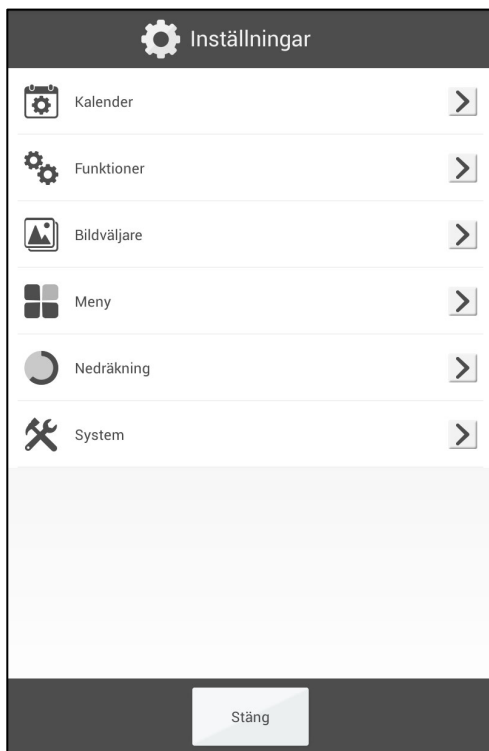 Inställningar
Kalender
Funktioner
Bildväljare
Meny
Nedräkning
System
Stäng